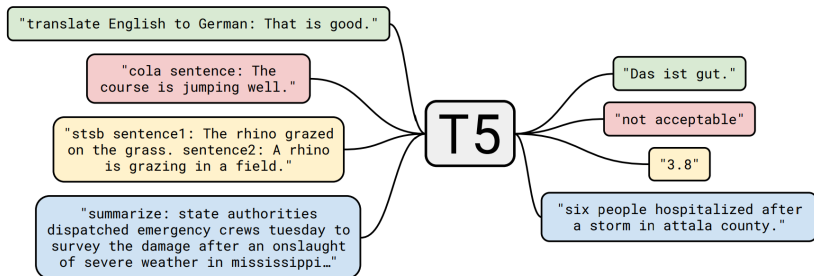 "translate English to German: That is good."
"cola sentence: The
course is jumping well."
"stsb sentence1: The rhino grazed
on the grass. sentence2: A rhino
is grazing in a field."
"summarize: state authorities
dispatched emergency crews tuesday to
survey the damage after an onslaught
of severe weather in mississippi…"
T5
"Das ist gut."
"not acceptable"
"3.8"
"six people hospitalized after
a storm in attala county."